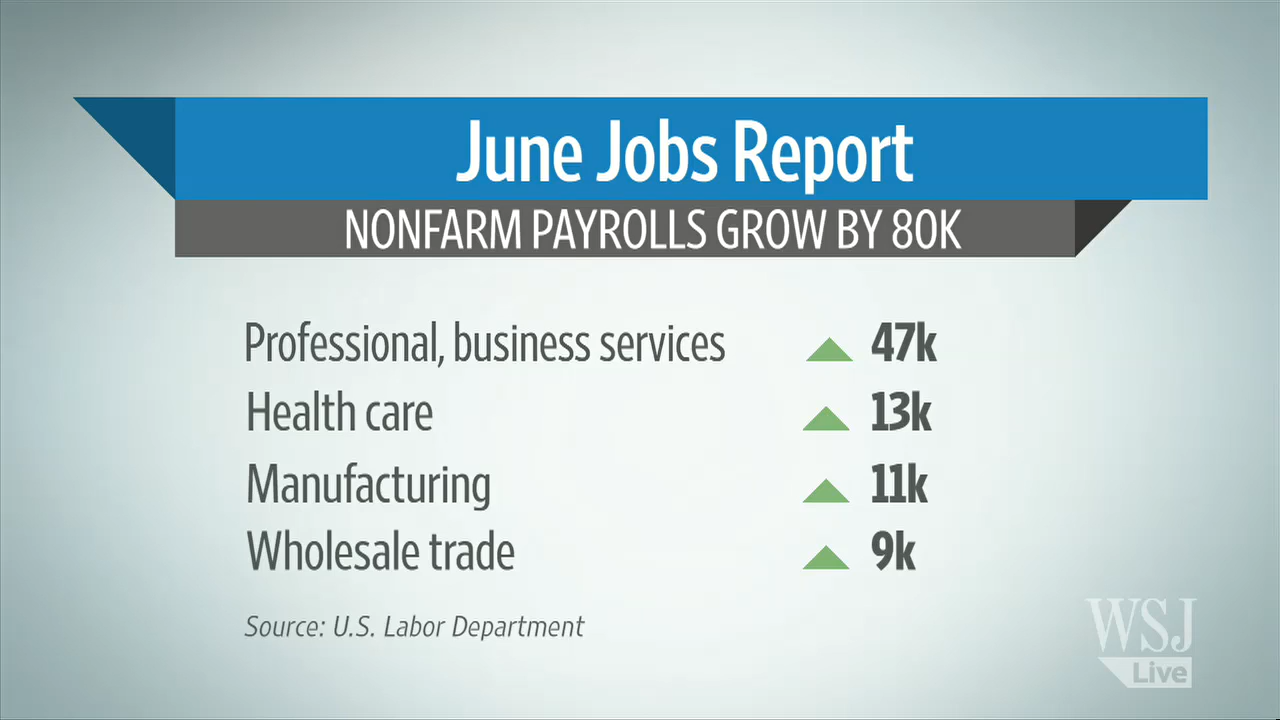 June Jobs Report
NONFARM PAYROLLS GROW BY 80K
Professional, business services 47k
Health care 13k
Manufacturing 11k
Wholesale trade 9k
Source: U.S. Labor Department
WSJ
Live